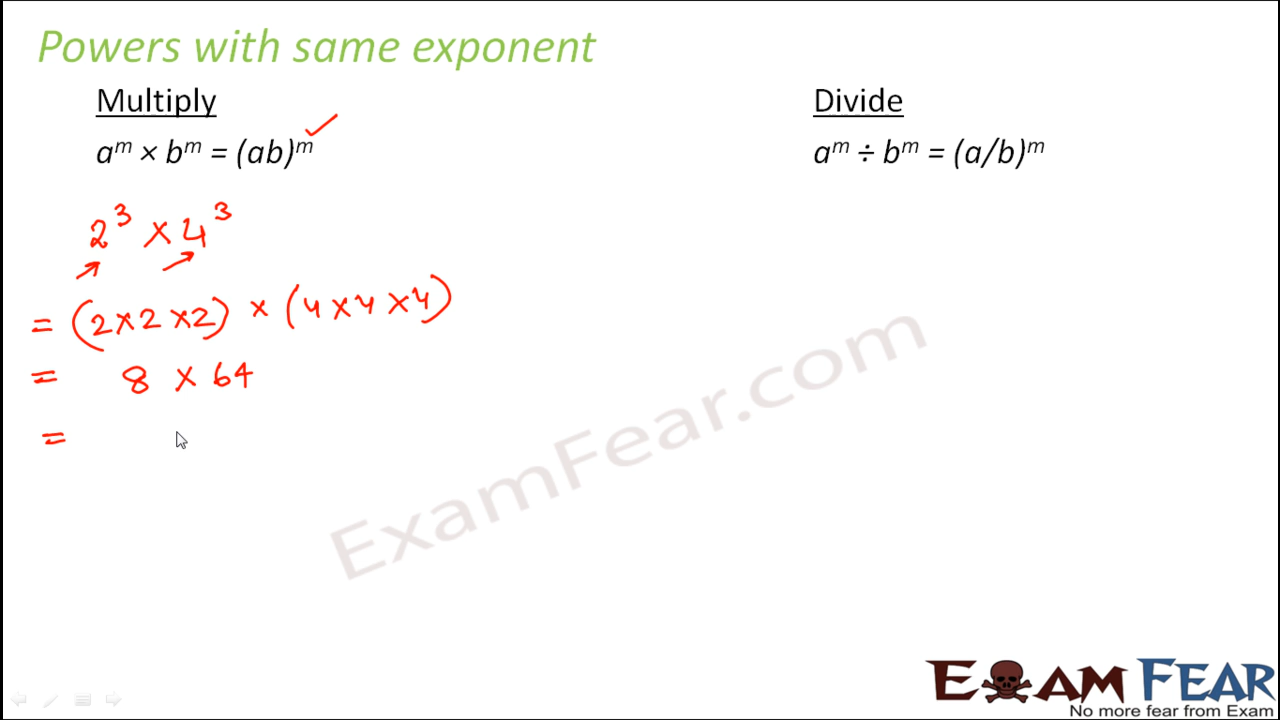 Powers with same exponent
Multiply
aᵐ × bᵐ = (ab)ᵐ ✓
2³ × 4³
= (2×2×2) × (4×4×4)
= 8 × 64
=
Divide
aᵐ ÷ bᵐ = (a/b)ᵐ
ExamFear.com
EXAM FEAR
No more fear from Exam